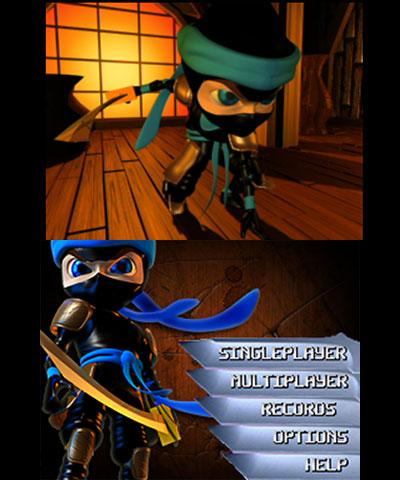 SINGLEPLAYER
MULTIPLAYER
RECORDS
OPTIONS
HELP